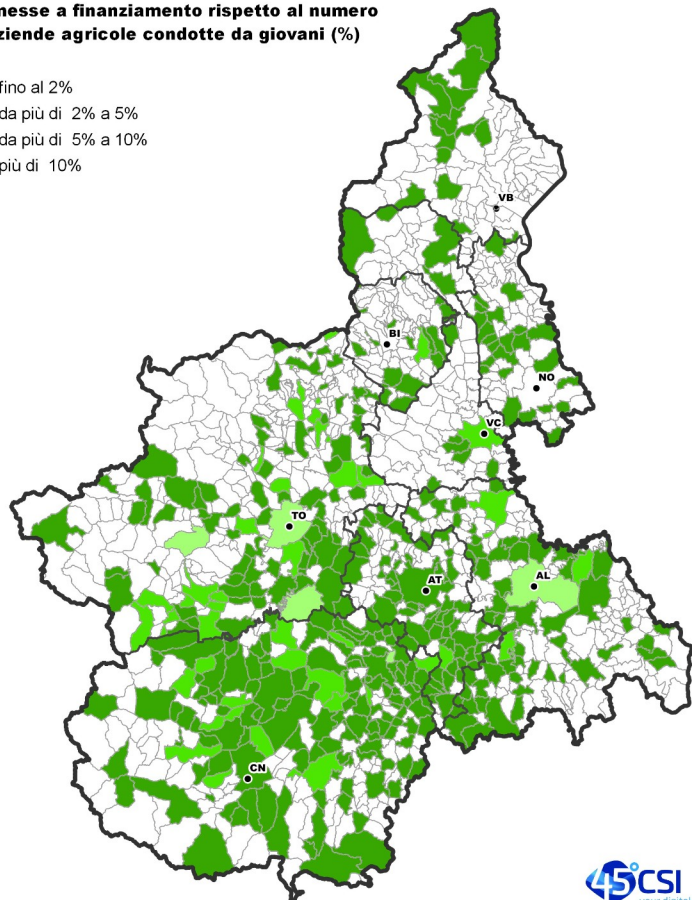 messe a finanziamento rispetto al numero
ziende agricole condotte da giovani (%)
fino al 2%
da più di 2% a 5%
da più di 5% a 10%
più di 10%
VB
BI
NO
VC
TO
AT
AL
CN
45° CSI